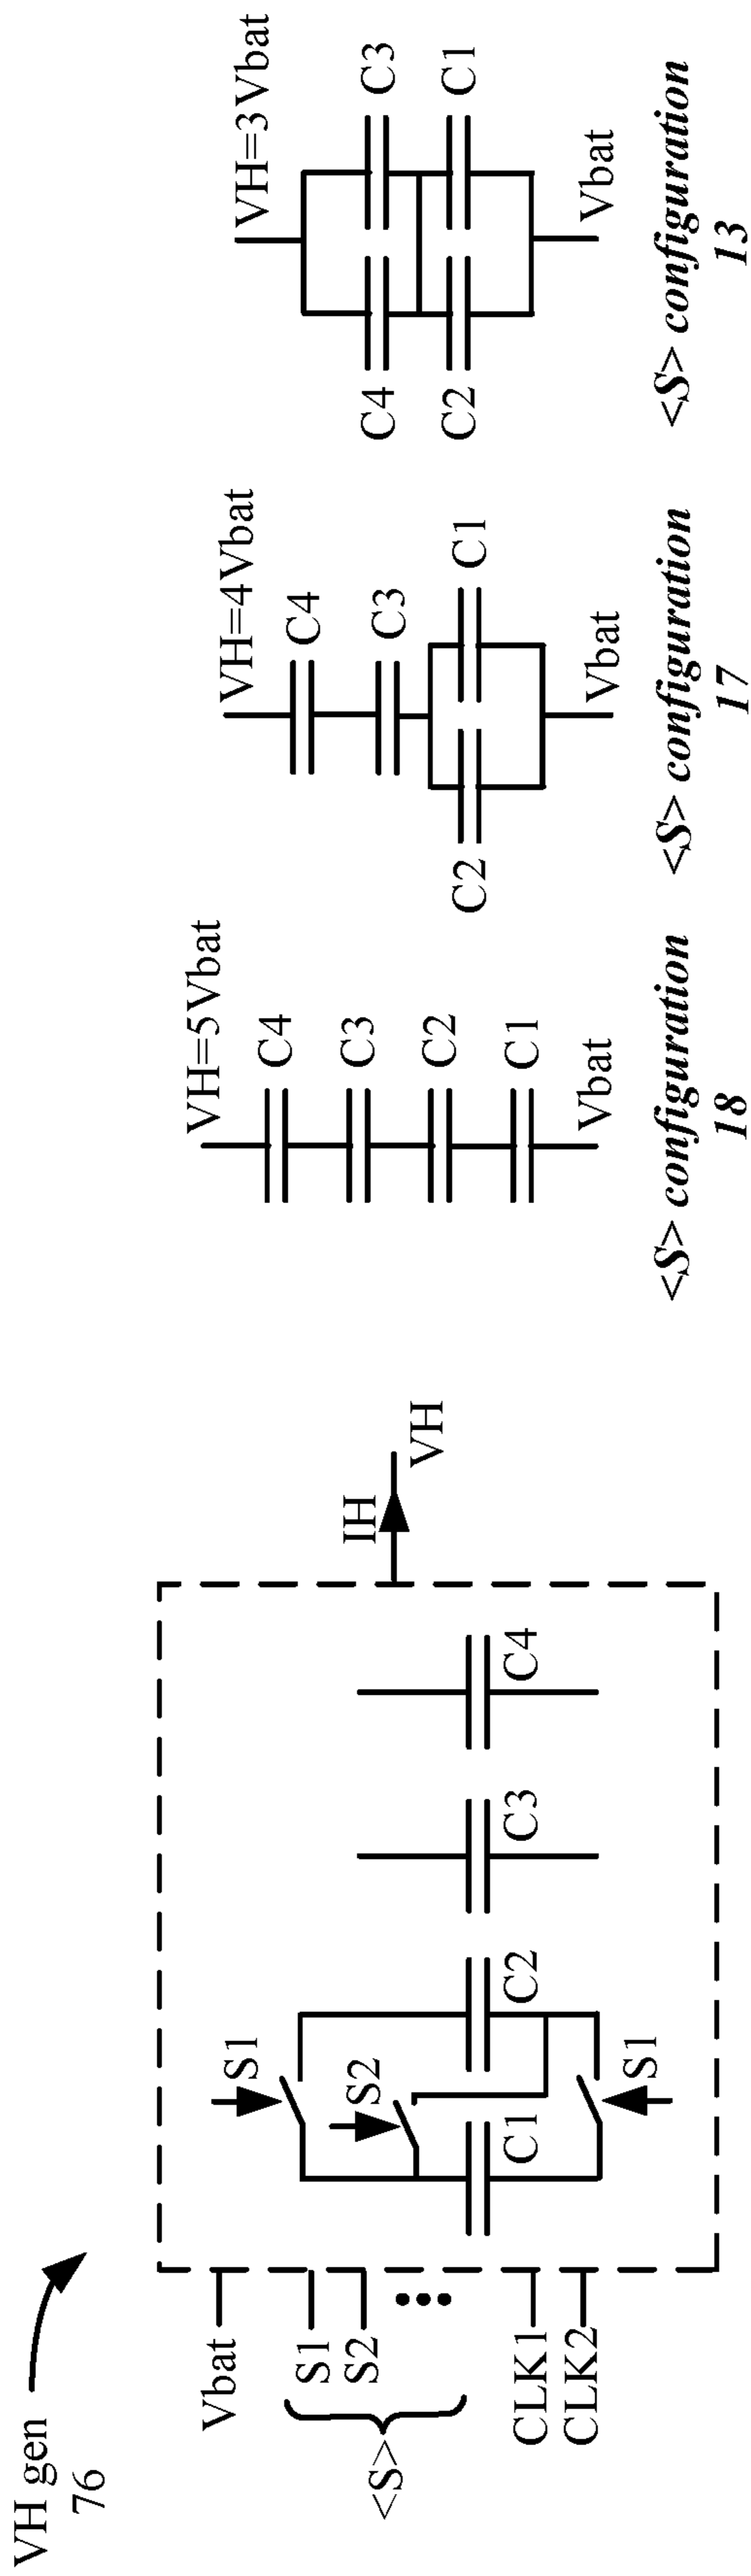 VH gen
76
Vbat
S1
S2
<S>
CLK1
CLK2
S1
S2
S1
C1
C2
C3
C4
IH
VH
VH=5Vbat
C4
C3
C2
C1
Vbat
<S> configuration
18
VH=4Vbat
C4
C3
C2
C1
Vbat
<S> configuration
17
VH=3Vbat
C4
C3
C2
C1
Vbat
<S> configuration
13